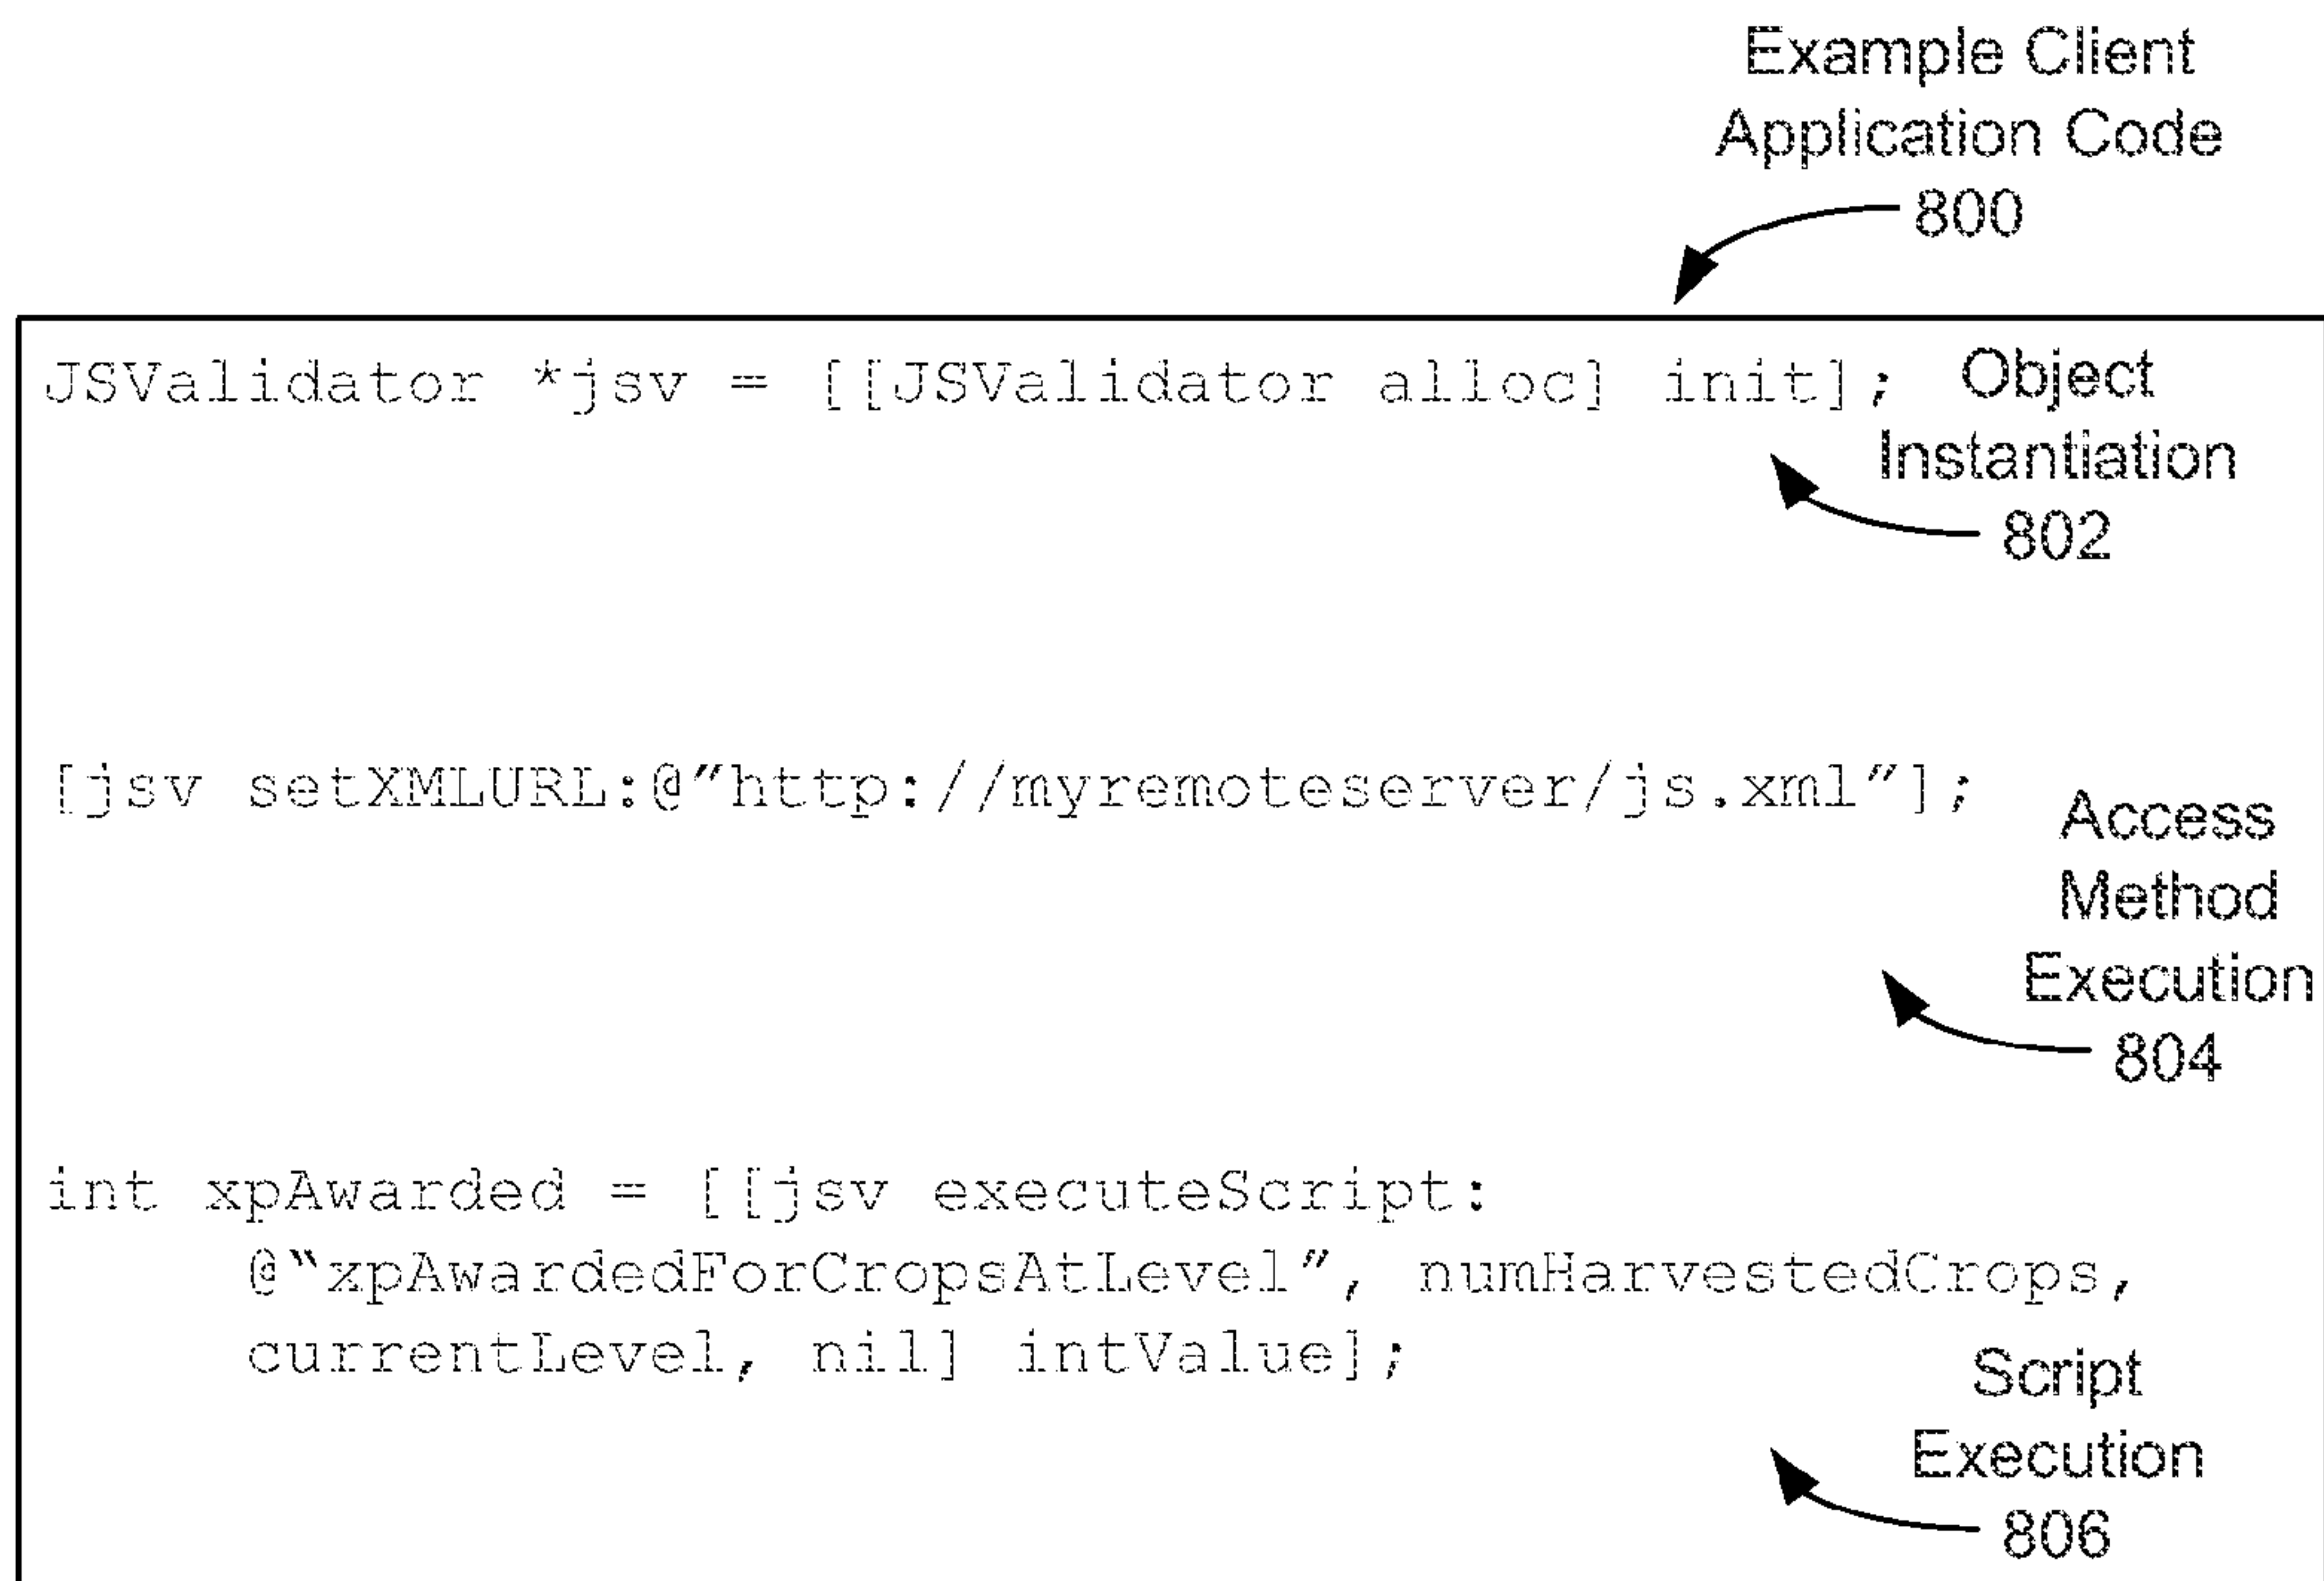 Example Client
Application Code
800
JSValidator *jsv = [[JSValidator alloc] init];
Object
Instantiation
802
[jsv setXMLURL:@”http://myremoteserver/js.xml”];
Access
Method
Execution
804
int xpAwarded = [[jsv executeScript:
@“xpAwardedForCropsAtLevel”, numHarvestedCrops,
currentLevel, nil] intValue];
Script
Execution
806